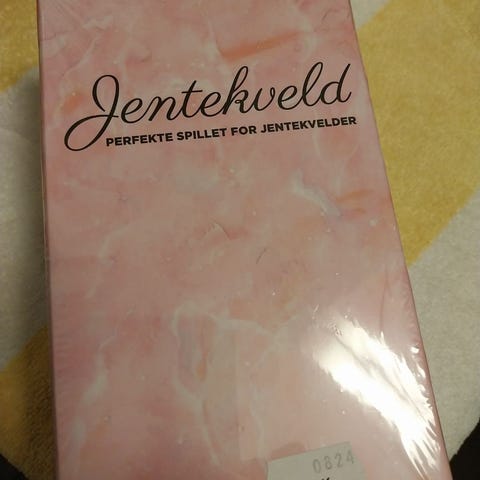 Jentekveld
PERFEKTE SPILLET FOR JENTEKVELDER
0824